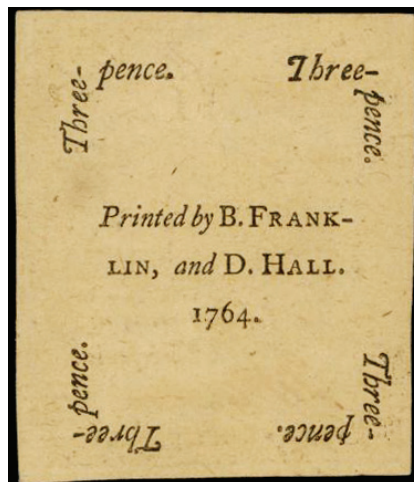 Three-
pence.
Three-
pence.
Printed by B. FRANK-
LIN, and D. HALL.
1764.
Three-
pence.
Three-
pence.